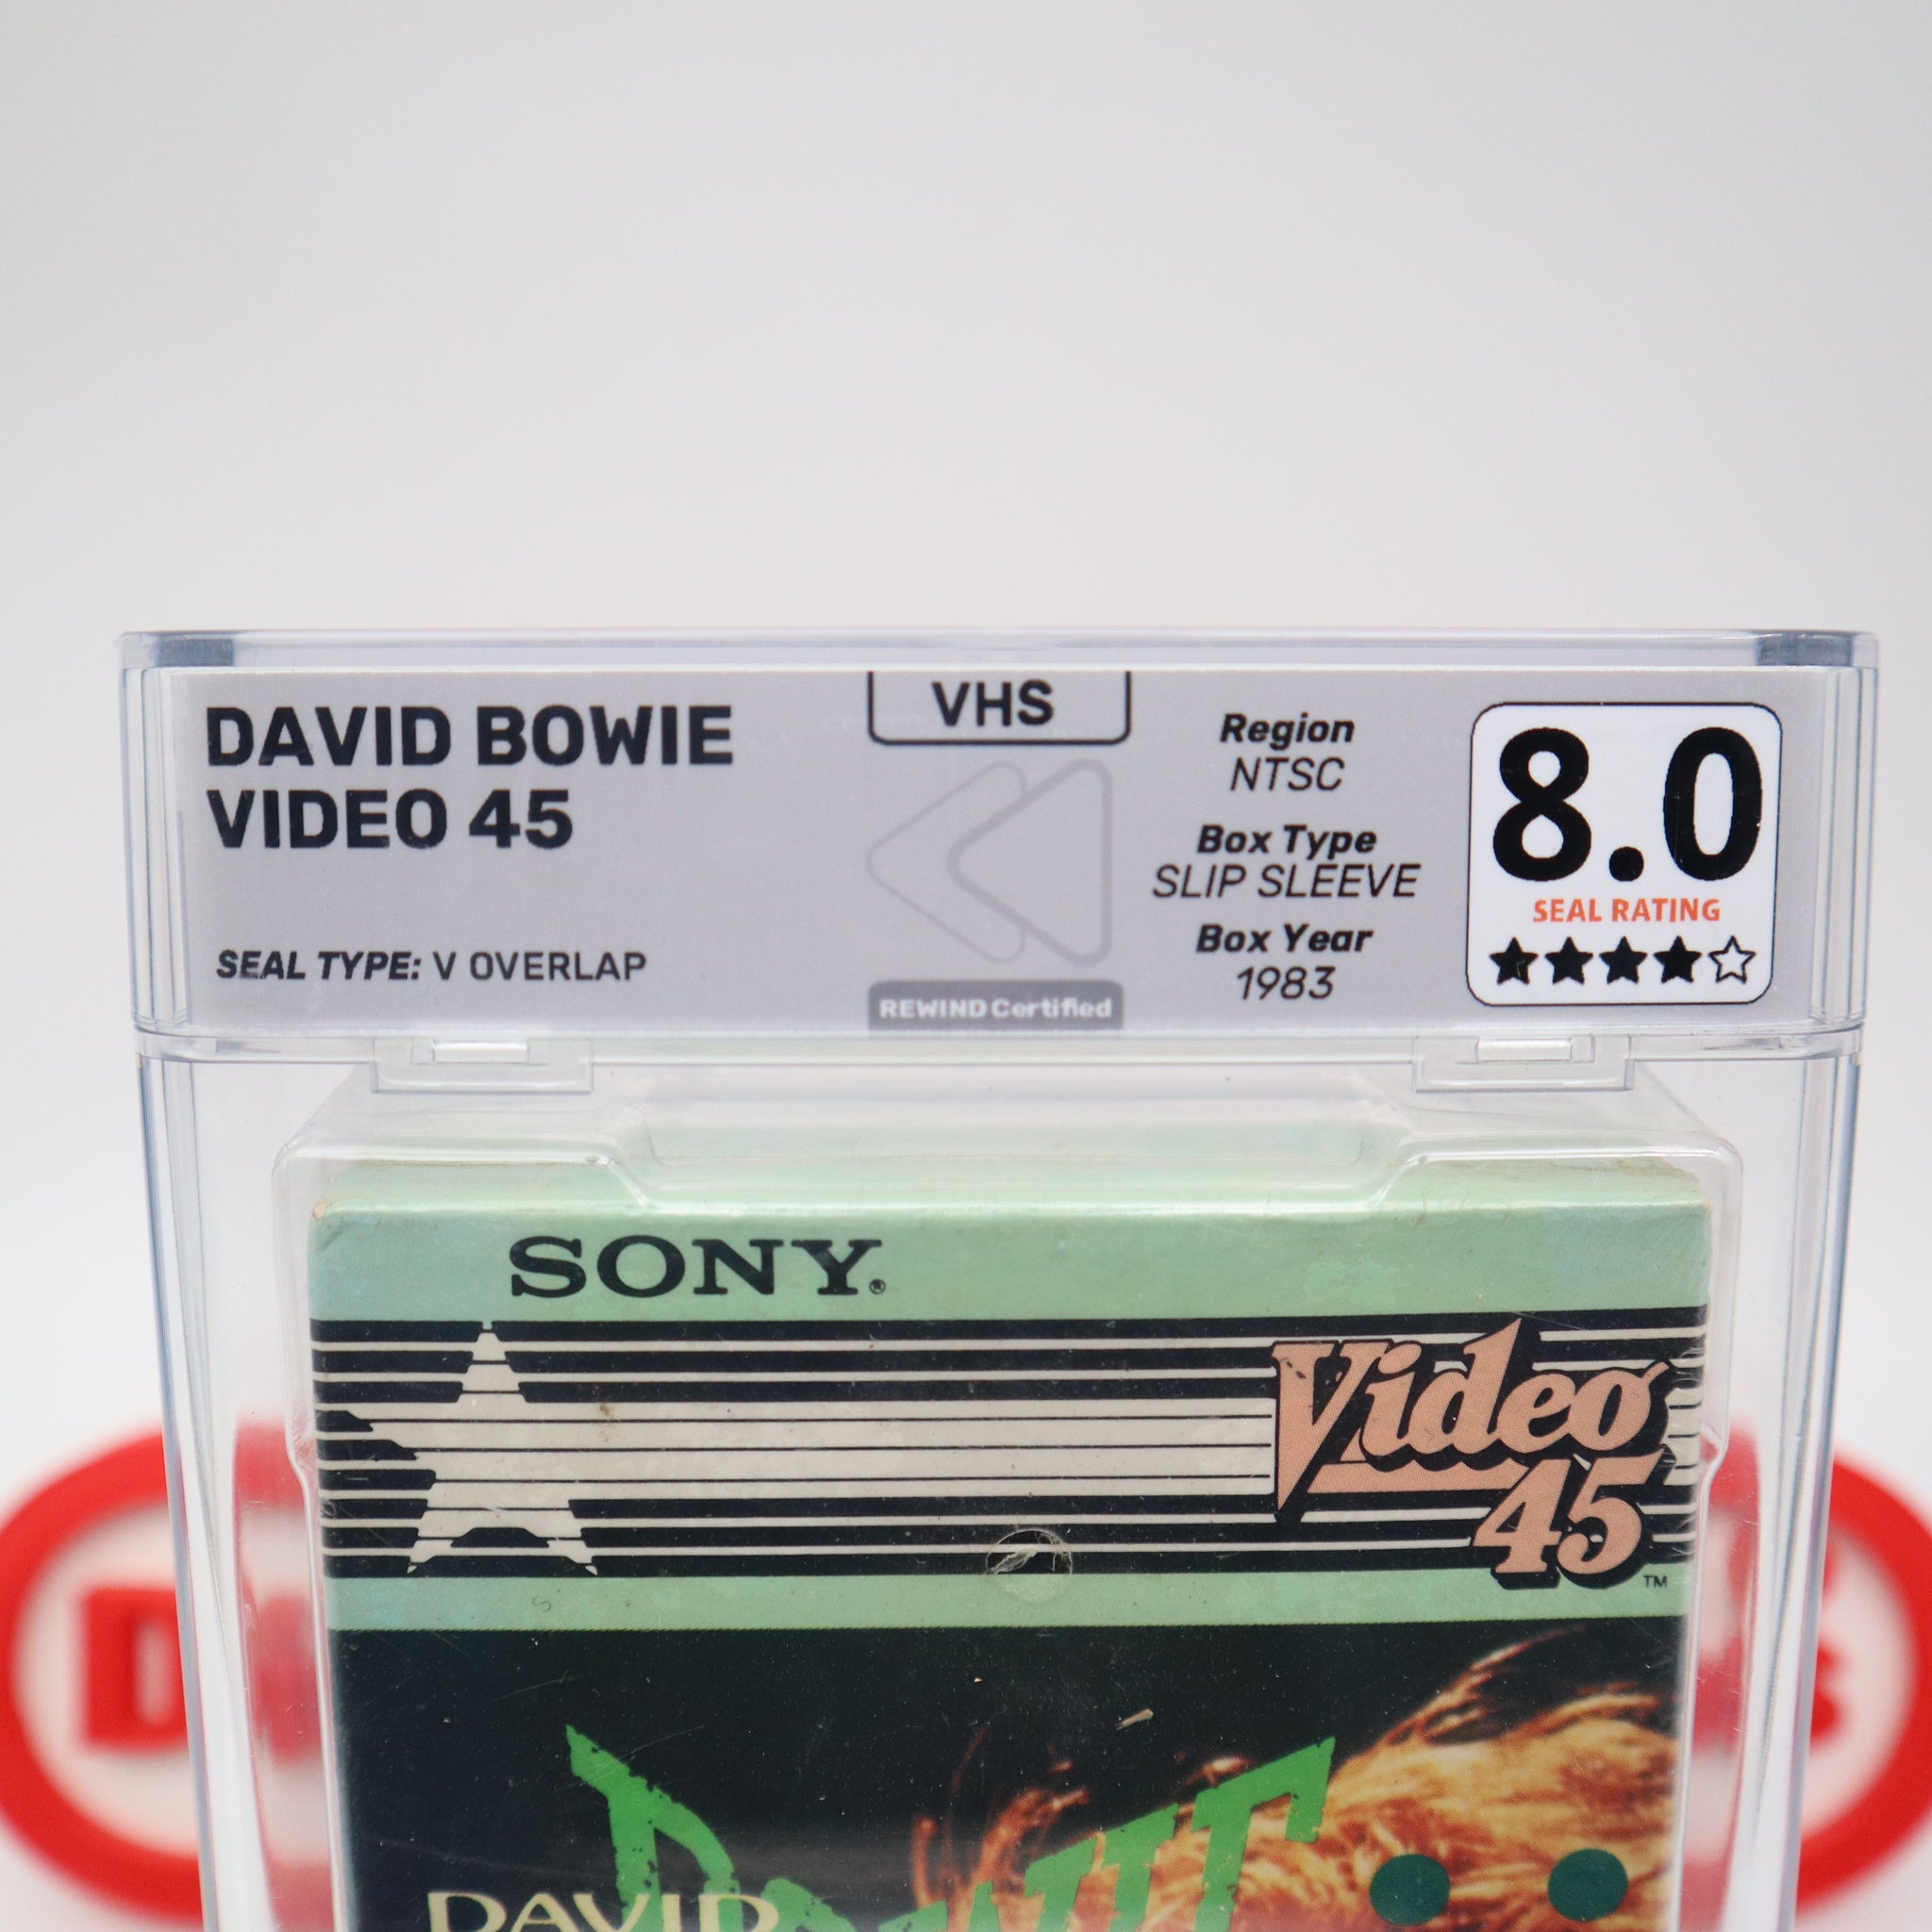 DAVID BOWIE
VIDEO 45
SEAL TYPE: V OVERLAP
VHS
REWIND Certified
Region
NTSC
Box Type
SLIP SLEEVE
Box Year
1983
8.0
SEAL RATING
SONY®
Video
45
TM
DAVID